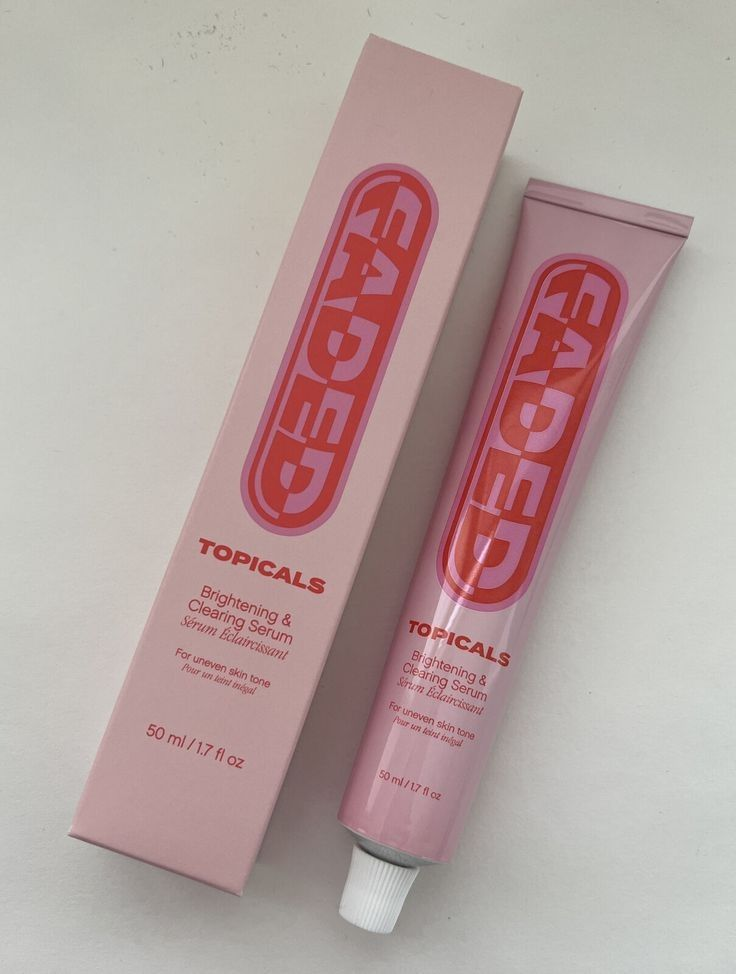 FADED
TOPICALS
Brightening &
Clearing Serum
Sérum Éclaircissant
For uneven skin tone
Pour un teint inégal
50 ml / 1.7 fl oz
FADED
TOPICALS
Brightening &
Clearing Serum
Sérum Éclaircissant
For uneven skin tone
Pour un teint inégal
50 ml / 1.7 fl oz